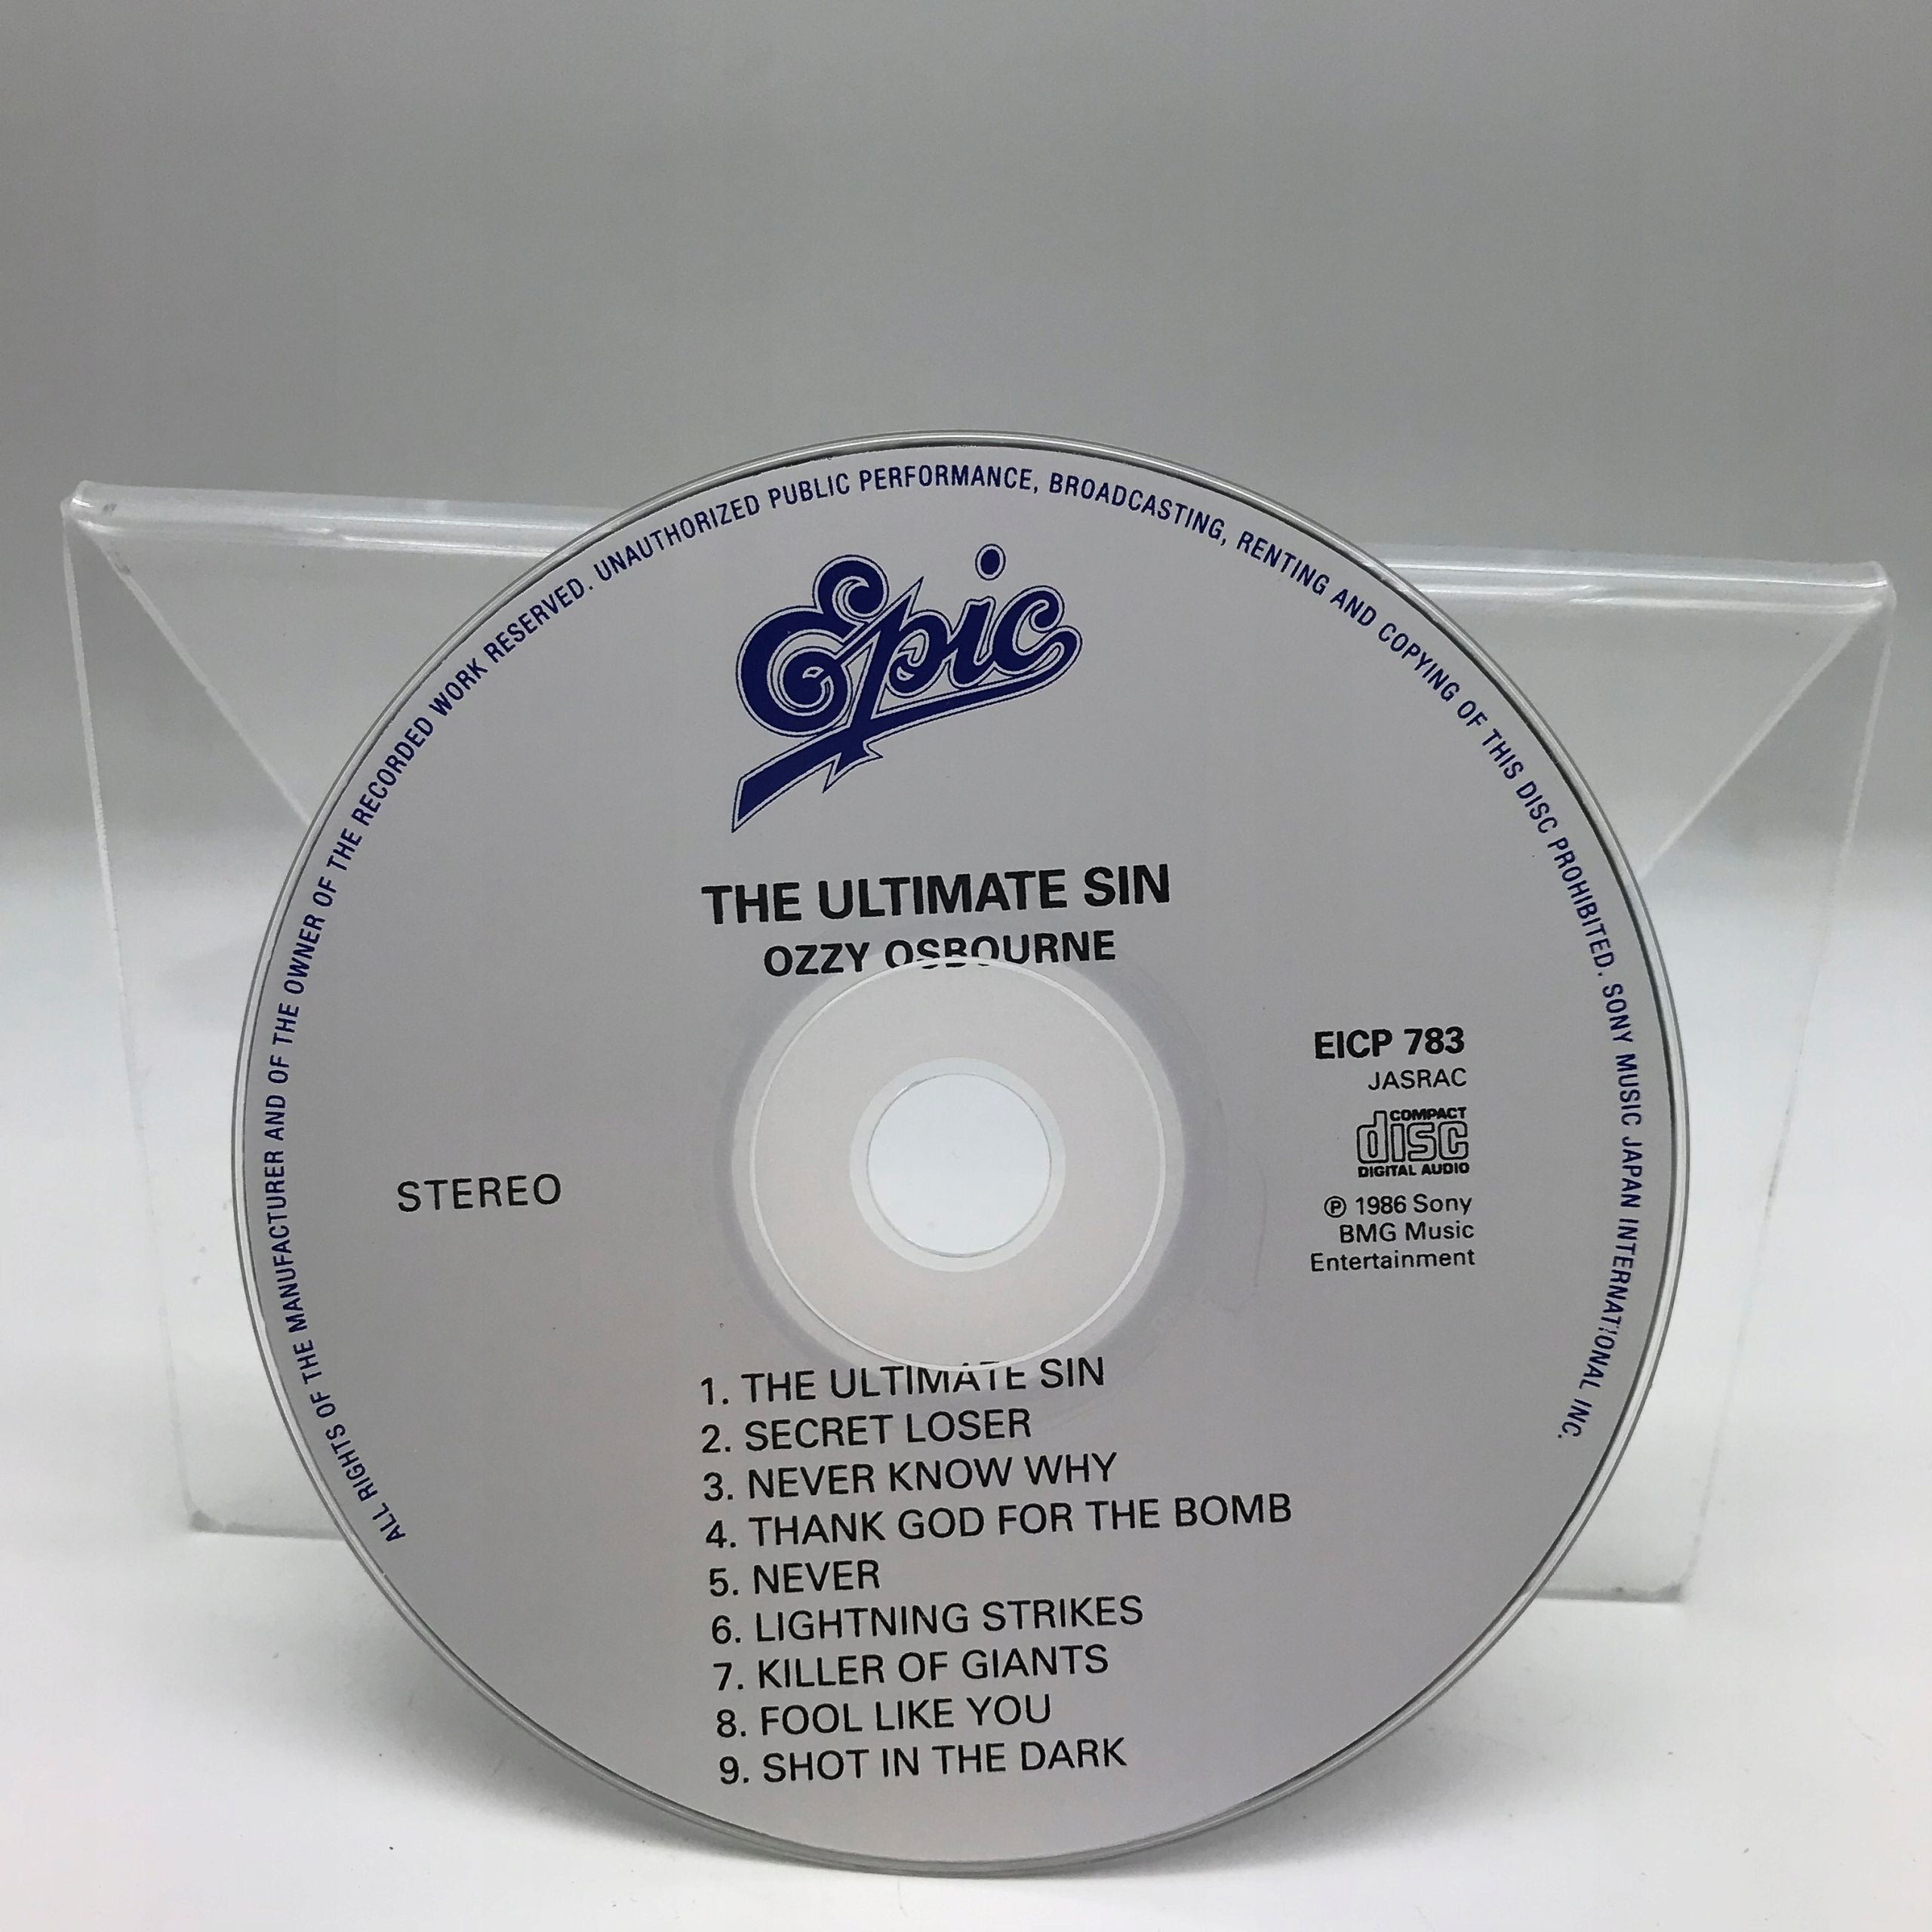 ALL RIGHTS OF THE MANUFACTURER AND OF THE OWNER OF THE RECORDED WORK RESERVED. UNAUTHORIZED PUBLIC PERFORMANCE, BROADCASTING, RENTING AND COPYING OF THIS DISC PROHIBITED. SONY MUSIC JAPAN INTERNATIONAL INC.
Epic
THE ULTIMATE SIN
OZZY OSBOURNE
EICP 783
JASRAC
COMPACT
disc
DIGITAL AUDIO
STEREO
℗ 1986 Sony
BMG Music
Entertainment
1. THE ULTIMATE SIN
2. SECRET LOSER
3. NEVER KNOW WHY
4. THANK GOD FOR THE BOMB
5. NEVER
6. LIGHTNING STRIKES
7. KILLER OF GIANTS
8. FOOL LIKE YOU
9. SHOT IN THE DARK